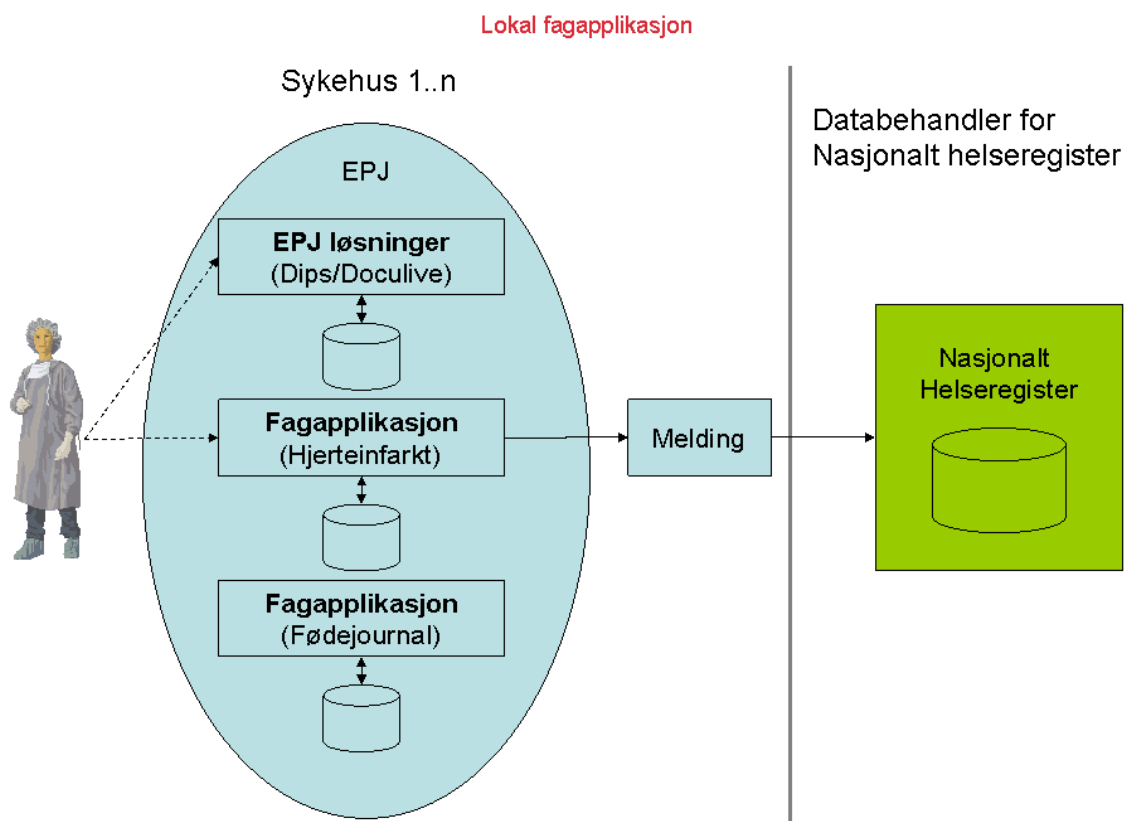 Lokal fagapplikasjon
Sykehus 1..n
Databehandler for
Nasjonalt helseregister
EPJ
EPJ løsninger
(Dips/Doculive)
Fagapplikasjon
(Hjerteinfarkt)
Melding
Nasjonalt
Helseregister
Fagapplikasjon
(Fødejournal)